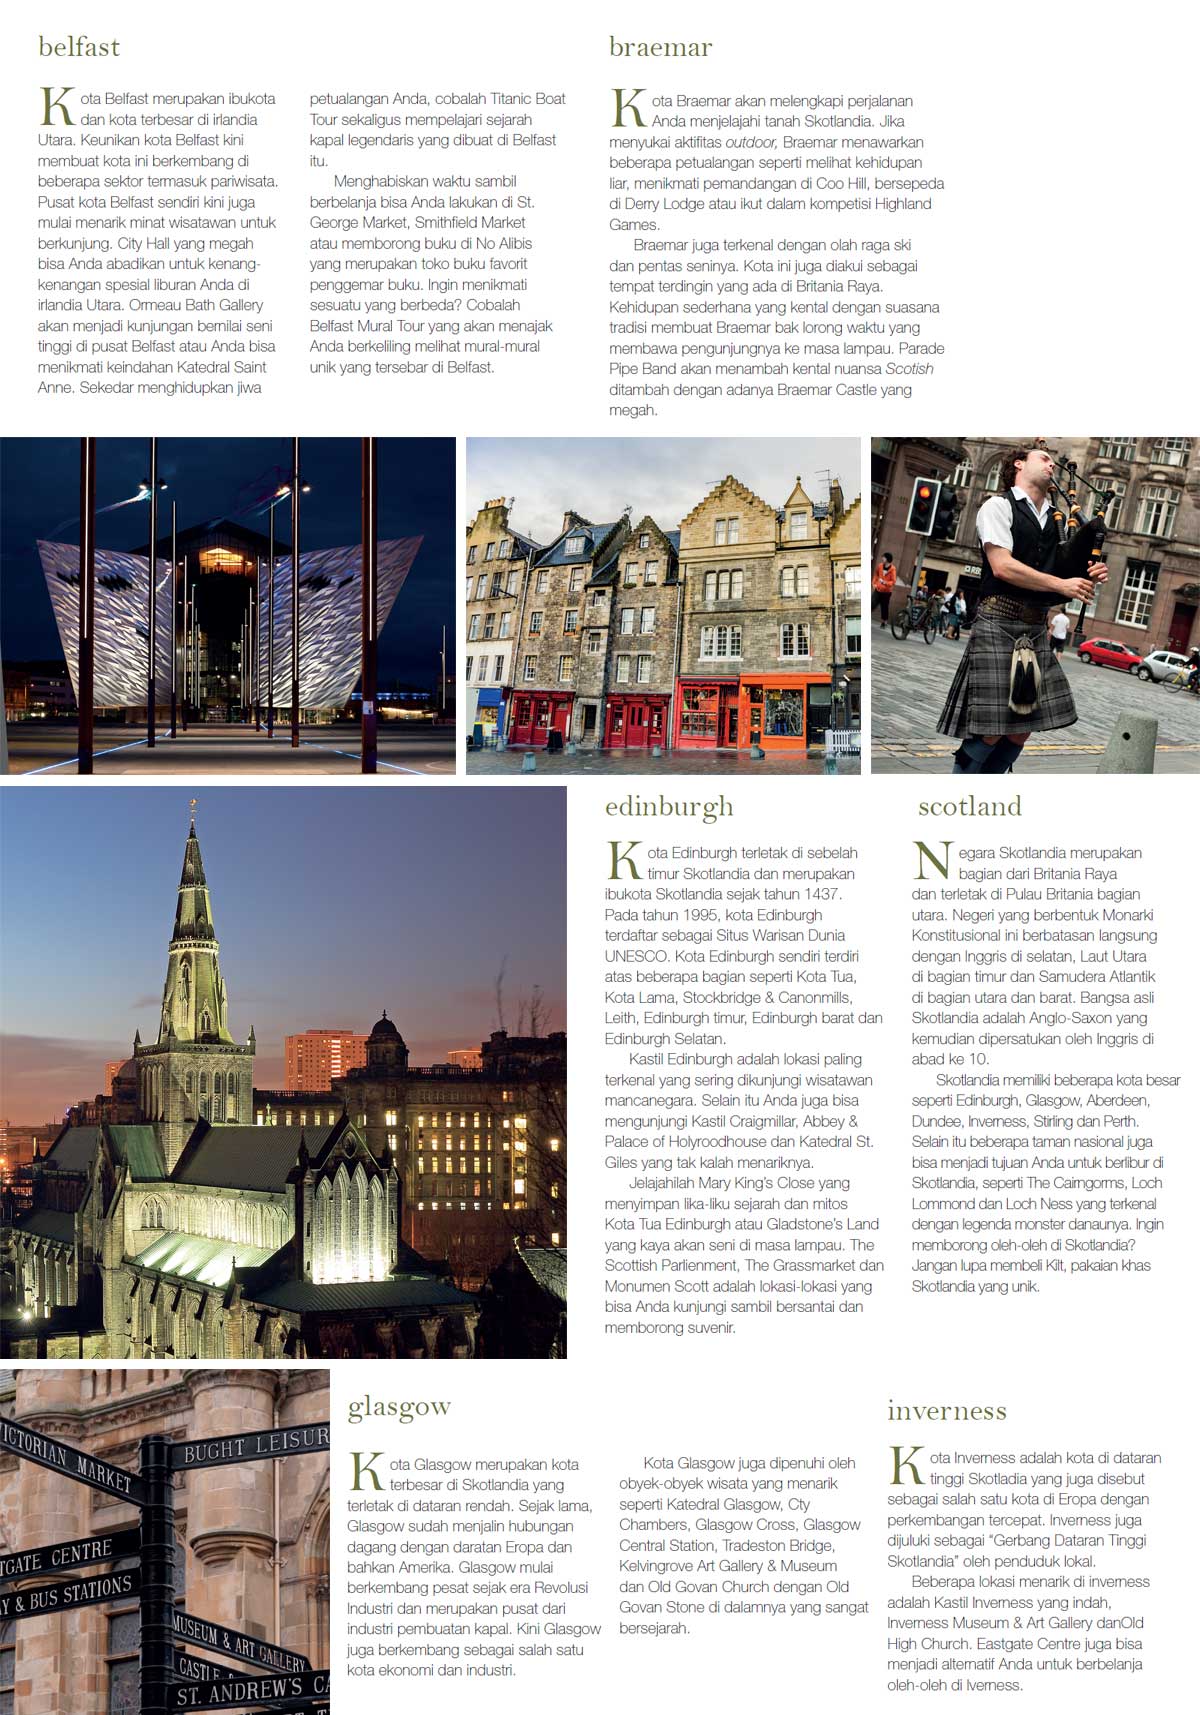 belfast
Kota Belfast merupakan ibukota
dan kota terbesar di irlandia
Utara. Keunikan kota Belfast kini
membuat kota ini berkembang di
beberapa sektor termasuk pariwisata.
Pusat kota Belfast sendiri kini juga
mulai menarik minat wisatawan untuk
berkunjung. City Hall yang megah
bisa Anda abadikan untuk kenang-
kenangan spesial liburan Anda di
irlandia Utara. Ormeau Bath Gallery
akan menjadi kunjungan bernilai seni
tinggi di pusat Belfast atau Anda bisa
menikmati keindahan Katedral Saint
Anne. Sekedar menghidupkan jiwa
petualangan Anda, cobalah Titanic Boat
Tour sekaligus mempelajari sejarah
kapal legendaris yang dibuat di Belfast
itu.
Menghabiskan waktu sambil
berbelanja bisa Anda lakukan di St.
George Market, Smithfield Market
atau memborong buku di No Alibis
yang merupakan toko buku favorit
penggemar buku. Ingin menikmati
sesuatu yang berbeda? Cobalah
Belfast Mural Tour yang akan menajak
Anda berkeliling melihat mural-mural
unik yang tersebar di Belfast.
braemar
Kota Braemar akan melengkapi perjalanan
Anda menjelajahi tanah Skotlandia. Jika
menyukai aktifitas outdoor, Braemar menawarkan
beberapa petualangan seperti melihat kehidupan
liar, menikmati pemandangan di Coo Hill, bersepeda
di Derry Lodge atau ikut dalam kompetisi Highland
Games.
Braemar juga terkenal dengan olah raga ski
dan pentas seninya. Kota ini juga diakui sebagai
tempat terdingin yang ada di Britania Raya.
Kehidupan sederhana yang kental dengan suasana
tradisi membuat Braemar bak lorong waktu yang
membawa pengunjungnya ke masa lampau. Parade
Pipe Band akan menambah kental nuansa Scotish
ditambah dengan adanya Braemar Castle yang
megah.
edinburgh
Kota Edinburgh terletak di sebelah
timur Skotlandia dan merupakan
ibukota Skotlandia sejak tahun 1437.
Pada tahun 1995, kota Edinburgh
terdaftar sebagai Situs Warisan Dunia
UNESCO. Kota Edinburgh sendiri terdiri
atas beberapa bagian seperti Kota Tua,
Kota Lama, Stockbridge & Canonmills,
Leith, Edinburgh timur, Edinburgh barat dan
Edinburgh Selatan.
Kastil Edinburgh adalah lokasi paling
terkenal yang sering dikunjungi wisatawan
mancanegara. Selain itu Anda juga bisa
mengunjungi Kastil Craigmillar, Abbey &
Palace of Holyroodhouse dan Katedral St.
Giles yang tak kalah menariknya.
Jelajahilah Mary King's Close yang
menyimpan lika-liku sejarah dan mitos
Kota Tua Edinburgh atau Gladstone's Land
yang kaya akan seni di masa lampau. The
Scottish Parlienment, The Grassmarket dan
Monumen Scott adalah lokasi-lokasi yang
bisa Anda kunjungi sambil bersantai dan
memborong suvenir.
scotland
Negara Skotlandia merupakan
bagian dari Britania Raya
dan terletak di Pulau Britania bagian
utara. Negeri yang berbentuk Monarki
Konstitusional ini berbatasan langsung
dengan Inggris di selatan, Laut Utara
di bagian timur dan Samudera Atlantik
di bagian utara dan barat. Bangsa asli
Skotlandia adalah Anglo-Saxon yang
kemudian dipersatukan oleh Inggris di
abad ke 10.
Skotlandia memiliki beberapa kota besar
seperti Edinburgh, Glasgow, Aberdeen,
Dundee, Inverness, Stirling dan Perth.
Selain itu beberapa taman nasional juga
bisa menjadi tujuan Anda untuk berlibur di
Skotlandia, seperti The Cairngorms, Loch
Lommond dan Loch Ness yang terkenal
dengan legenda monster danaunya. Ingin
memborong oleh-oleh di Skotlandia?
Jangan lupa membeli Kilt, pakaian khas
Skotlandia yang unik.
VICTORIAN MARKET
BUGHT LEISUR
TGATE CENTRE
Y & BUS STATIONS
MUSEUM & ART GALLERY
CASTLE &
ST. ANDREW'S CA
glasgow
Kota Glasgow merupakan kota
terbesar di Skotlandia yang
terletak di dataran rendah. Sejak lama,
Glasgow sudah menjalin hubungan
dagang dengan daratan Eropa dan
bahkan Amerika. Glasgow mulai
berkembang pesat sejak era Revolusi
Industri dan merupakan pusat dari
industri pembuatan kapal. Kini Glasgow
juga berkembang sebagai salah satu
kota ekonomi dan industri.
Kota Glasgow juga dipenuhi oleh
obyek-obyek wisata yang menarik
seperti Katedral Glasgow, Cty
Chambers, Glasgow Cross, Glasgow
Central Station, Tradeston Bridge,
Kelvingrove Art Gallery & Museum
dan Old Govan Church dengan Old
Govan Stone di dalamnya yang sangat
bersejarah.
inverness
Kota Inverness adalah kota di dataran
tinggi Skotladia yang juga disebut
sebagai salah satu kota di Eropa dengan
perkembangan tercepat. Inverness juga
dijuluki sebagai “Gerbang Dataran Tinggi
Skotlandia” oleh penduduk lokal.
Beberapa lokasi menarik di inverness
adalah Kastil Inverness yang indah,
Inverness Museum & Art Gallery danOld
High Church. Eastgate Centre juga bisa
menjadi alternatif Anda untuk berbelanja
oleh-oleh di Iverness.